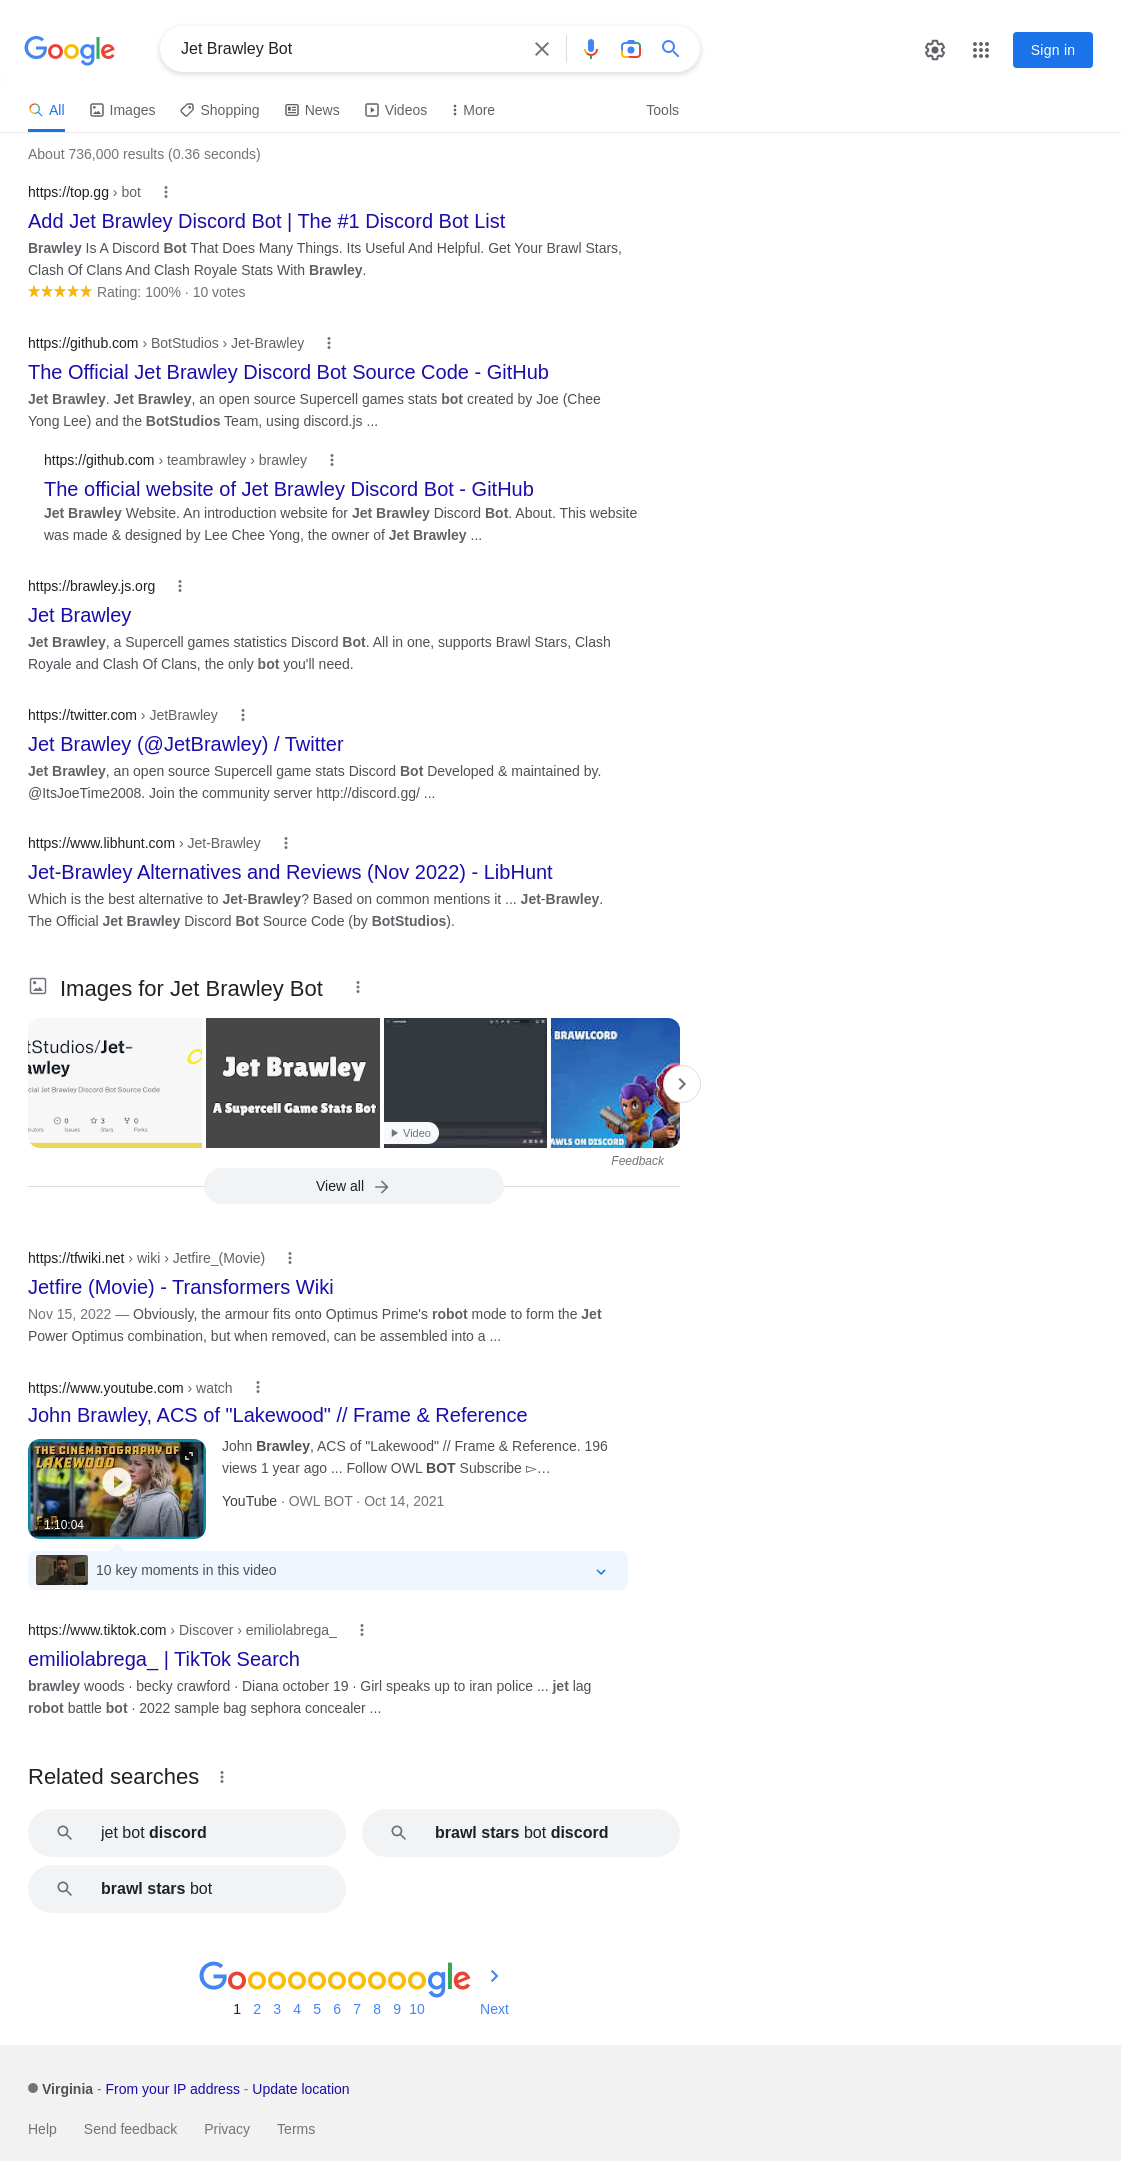 Google
Jet Brawley Bot
Sign in
All Images Shopping News Videos More Tools
About 736,000 results (0.36 seconds)
https://top.gg › bot
Add Jet Brawley Discord Bot | The #1 Discord Bot List
Brawley Is A Discord Bot That Does Many Things. Its Useful And Helpful. Get Your Brawl Stars,
Clash Of Clans And Clash Royale Stats With Brawley.
Rating: 100% · 10 votes
https://github.com › BotStudios › Jet-Brawley
The Official Jet Brawley Discord Bot Source Code - GitHub
Jet Brawley. Jet Brawley, an open source Supercell games stats bot created by Joe (Chee
Yong Lee) and the BotStudios Team, using discord.js ...
https://github.com › teambrawley › brawley
The official website of Jet Brawley Discord Bot - GitHub
Jet Brawley Website. An introduction website for Jet Brawley Discord Bot. About. This website
was made & designed by Lee Chee Yong, the owner of Jet Brawley ...
https://brawley.js.org
Jet Brawley
Jet Brawley, a Supercell games statistics Discord Bot. All in one, supports Brawl Stars, Clash
Royale and Clash Of Clans, the only bot you'll need.
https://twitter.com › JetBrawley
Jet Brawley (@JetBrawley) / Twitter
Jet Brawley, an open source Supercell game stats Discord Bot Developed & maintained by.
@ItsJoeTime2008. Join the community server http://discord.gg/ ...
https://www.libhunt.com › Jet-Brawley
Jet-Brawley Alternatives and Reviews (Nov 2022) - LibHunt
Which is the best alternative to Jet-Brawley? Based on common mentions it ... Jet-Brawley.
The Official Jet Brawley Discord Bot Source Code (by BotStudios).
Images for Jet Brawley Bot
tStudios/Jet-
awley
cial Jet Brawley Discord Bot Source Code
0 3 0
Issues Stars Forks
Jet Brawley
A Supercell Game Stats Bot
Video
BRAWLCORD
AWLS ON DISCORD
Feedback
View all
https://tfwiki.net › wiki › Jetfire_(Movie)
Jetfire (Movie) - Transformers Wiki
Nov 15, 2022 — Obviously, the armour fits onto Optimus Prime's robot mode to form the Jet
Power Optimus combination, but when removed, can be assembled into a ...
https://www.youtube.com › watch
John Brawley, ACS of "Lakewood" // Frame & Reference
THE CINEMATOGRAPHY OF
LAKEWOOD
1:10:04
John Brawley, ACS of "Lakewood" // Frame & Reference. 196
views 1 year ago ... Follow OWL BOT Subscribe ▻…
YouTube · OWL BOT · Oct 14, 2021
10 key moments in this video
https://www.tiktok.com › Discover › emiliolabrega_
emiliolabrega_ | TikTok Search
brawley woods · becky crawford · Diana october 19 · Girl speaks up to iran police ... jet lag
robot battle bot · 2022 sample bag sephora concealer ...
Related searches
jet bot discord
brawl stars bot discord
brawl stars bot
Goooooooooogle
1 2 3 4 5 6 7 8 9 10 Next
Virginia - From your IP address - Update location
Help Send feedback Privacy Terms